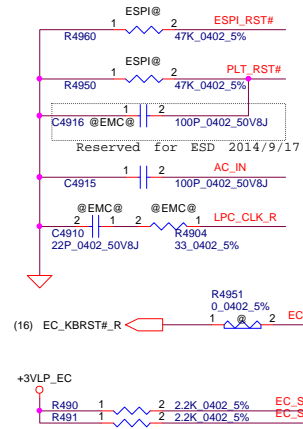 ESPI@
1 2 ESPI_RST#
R4960 47K_0402_5%
ESPI@
1 2 PLT_RST#
R4950 47K_0402_5%
1 2
C4916 @EMC@ 100P_0402_50V8J
Reserved for ESD 2014/9/17
1 2 AC_IN
C4915 100P_0402_50V8J
@EMC@ @EMC@
2 1 2 1 LPC_CLK_R
C4910 R4904
22P_0402_50V8J 33_0402_5%
R4951
0_0402_5%
(16) EC_KBRST#_R 1 @ 2 EC
+3VLP_EC
R490 1 2 2.2K_0402_5% EC_S
R491 1 2 2.2K_0402_5% EC_S